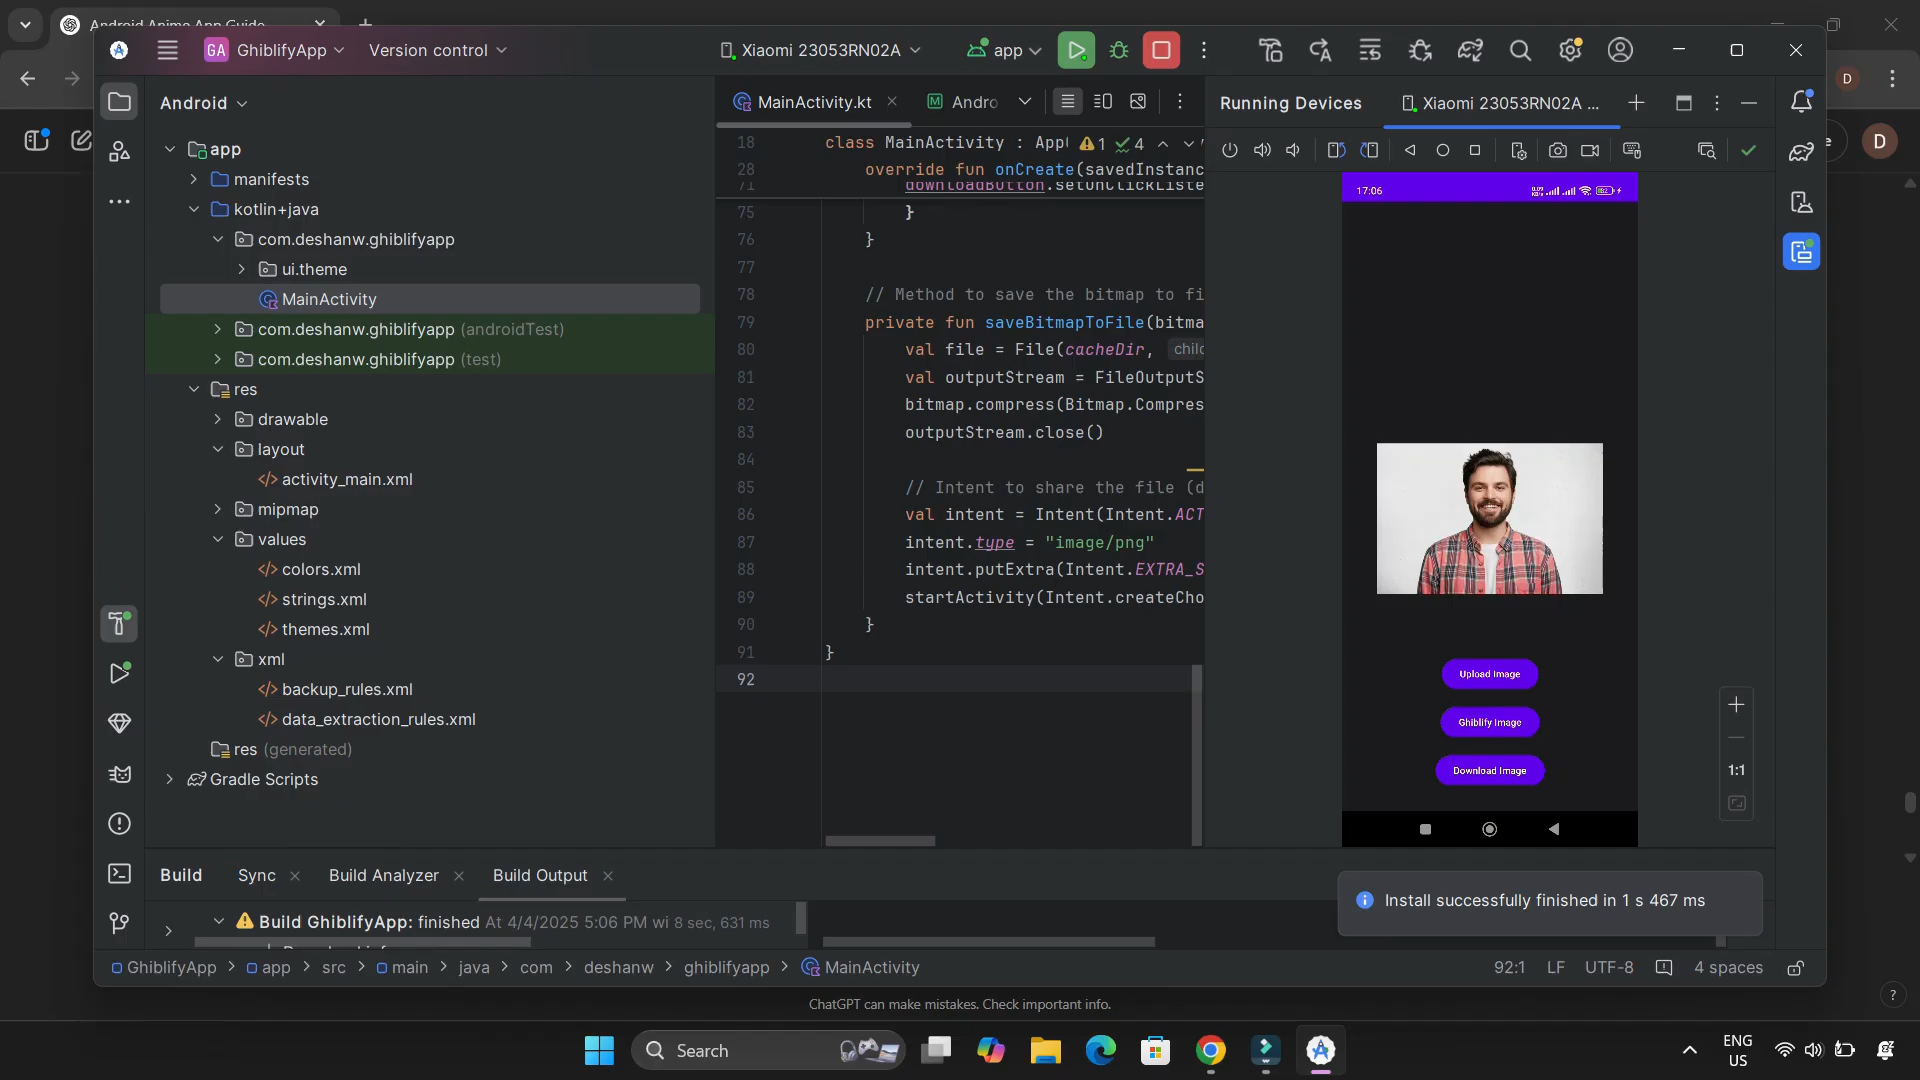 Android Anime App Guide
GA GhiblifyApp
Version control
Xiaomi 23053RN02A
app
Android
app
manifests
kotlin+java
com.deshanw.ghiblifyapp
ui.theme
MainActivity
com.deshanw.ghiblifyapp (androidTest)
com.deshanw.ghiblifyapp (test)
res
drawable
layout
activity_main.xml
mipmap
values
colors.xml
strings.xml
themes.xml
xml
backup_rules.xml
data_extraction_rules.xml
res (generated)
Gradle Scripts
MainActivity.kt
Andro
1 4
18 class MainActivity : App
28 override fun onCreate(savedInstanc
71 downloadButton.setOnClickListe
75 }
76 }
77
78 // Method to save the bitmap to fi
79 private fun saveBitmapToFile(bitma
80 val file = File(cacheDir, child
81 val outputStream = FileOutputS
82 bitmap.compress(Bitmap.Compres
83 outputStream.close()
84
85 // Intent to share the file (d
86 val intent = Intent(Intent.ACT
87 intent.type = "image/png"
88 intent.putExtra(Intent.EXTRA_S
89 startActivity(Intent.createCho
90 }
91 }
92
Running Devices
Xiaomi 23053RN02A ...
17:06
Upload Image
Ghiblify Image
Download Image
1:1
D
D
Build
Sync
Build Analyzer
Build Output
Build GhiblifyApp: finished At 4/4/2025 5:06 PM wi 8 sec, 631 ms
Install successfully finished in 1 s 467 ms
GhiblifyApp > app > src > main > java > com > deshanw > ghiblifyapp > MainActivity
92:1 LF UTF-8 4 spaces
ChatGPT can make mistakes. Check important info.
?
Search
ENG
US